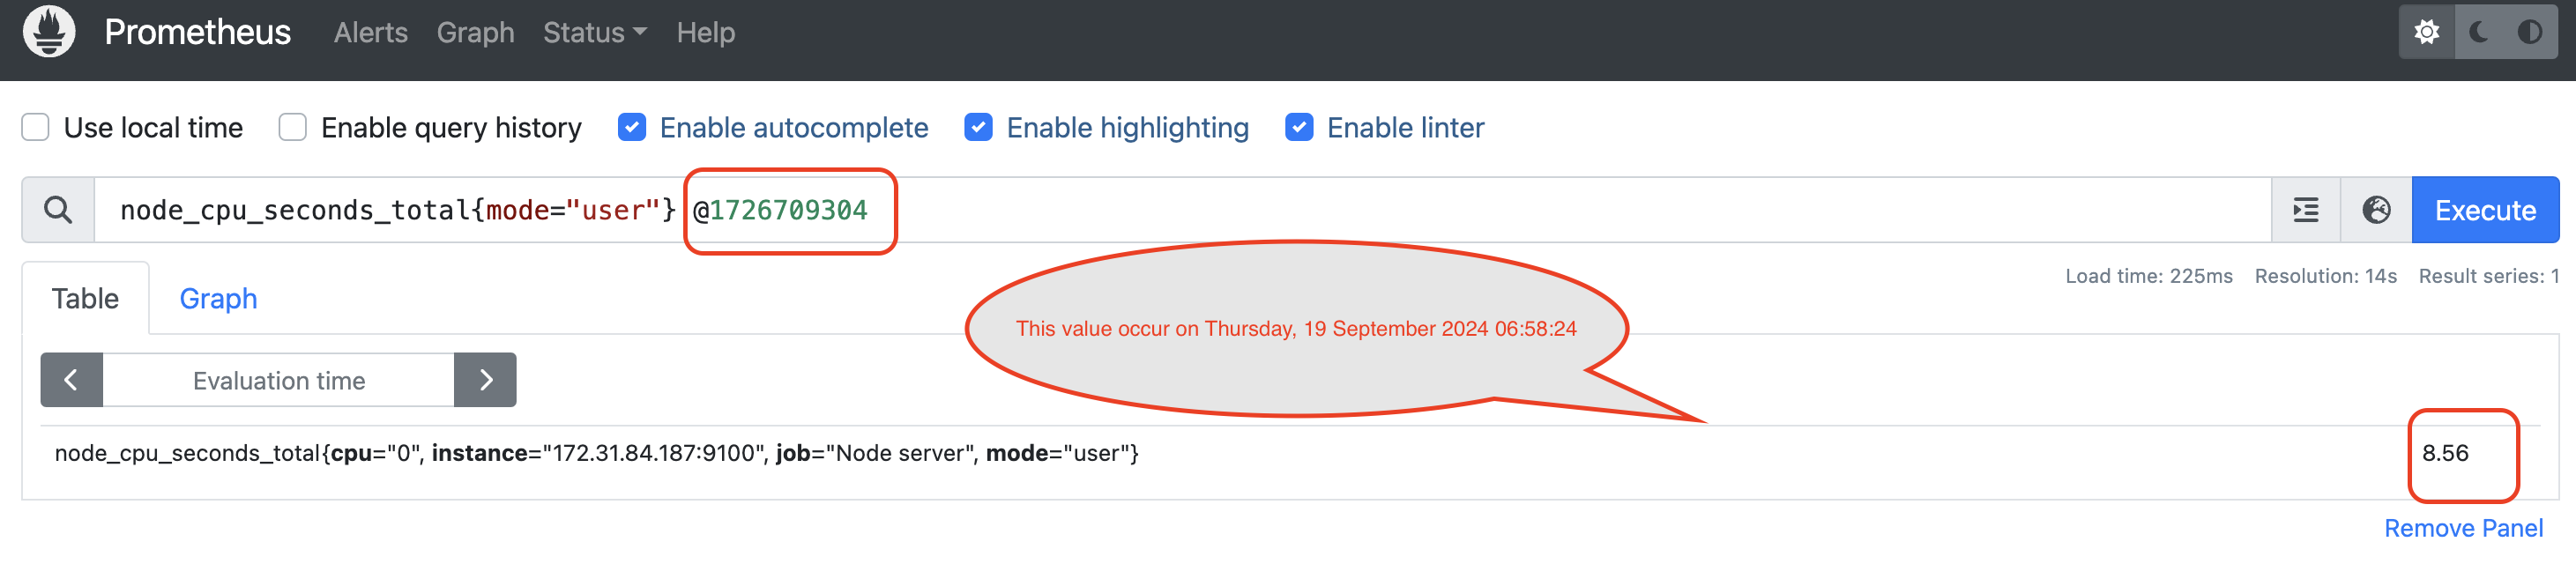 Prometheus Alerts Graph Status Help
Use local time Enable query history Enable autocomplete Enable highlighting Enable linter
node_cpu_seconds_total{mode="user"} @1726709304 Execute
Load time: 225ms Resolution: 14s Result series: 1
Table Graph
This value occur on Thursday, 19 September 2024 06:58:24
Evaluation time
node_cpu_seconds_total{cpu="0", instance="172.31.84.187:9100", job="Node server", mode="user"} 8.56
Remove Panel